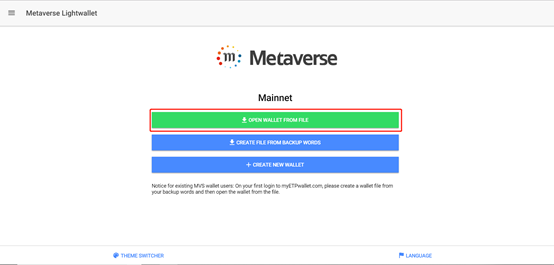 Metaverse Lightwallet
m Metaverse
Mainnet
OPEN WALLET FROM FILE
CREATE FILE FROM BACKUP WORDS
CREATE NEW WALLET
Notice for existing MVS wallet users: On your first login to myETPwallet.com, please create a wallet file from
your backup words and then open the wallet from the file.
THEME SWITCHER
LANGUAGE